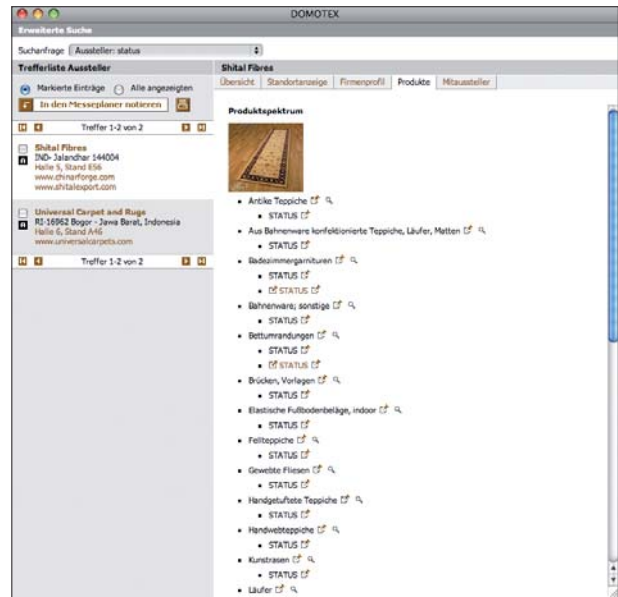 DOMOTEX
Erweiterte Suche
Suchanfrage Aussteller: status
Trefferliste Aussteller
Markierte Einträge Alle angezeigten
In den Messeplaner notieren
Treffer 1-2 von 2
Shital Fibres
IND- Jalandhar 144004
Halle 5, Stand E56
www.chinarforge.com
www.shitalexport.com
Universal Carpet and Rugs
RI-16962 Bogor - Jawa Barat, Indonesia
Halle 6, Stand A46
www.universalcarpets.com
Treffer 1-2 von 2
Shital Fibres
Übersicht Standortanzeige Firmenprofil Produkte Mitaussteller
Produktspektrum
Antike Teppiche
STATUS
Aus Bahnenware konfektionierte Teppiche, Läufer, Matten
STATUS
Badezimmergarnituren
STATUS
STATUS
Bahnenware; sonstige
STATUS
Bettumrandungen
STATUS
STATUS
Brücken, Vorlagen
STATUS
Elastische Fußbodenbeläge, indoor
STATUS
Fellteppiche
STATUS
Gewebte Fliesen
STATUS
Handgetuftete Teppiche
STATUS
Handwebteppiche
STATUS
Kunstrasen
STATUS
Läufer